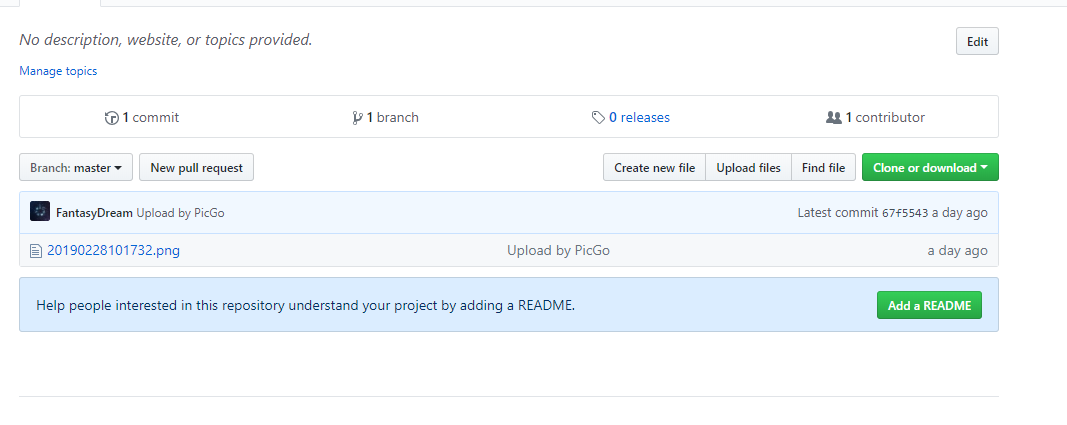 No description, website, or topics provided.
Edit
Manage topics
1 commit
1 branch
0 releases
1 contributor
Branch: master
New pull request
Create new file
Upload files
Find file
Clone or download
FantasyDream Upload by PicGo
Latest commit 67f5543 a day ago
20190228101732.png
Upload by PicGo
a day ago
Help people interested in this repository understand your project by adding a README.
Add a README